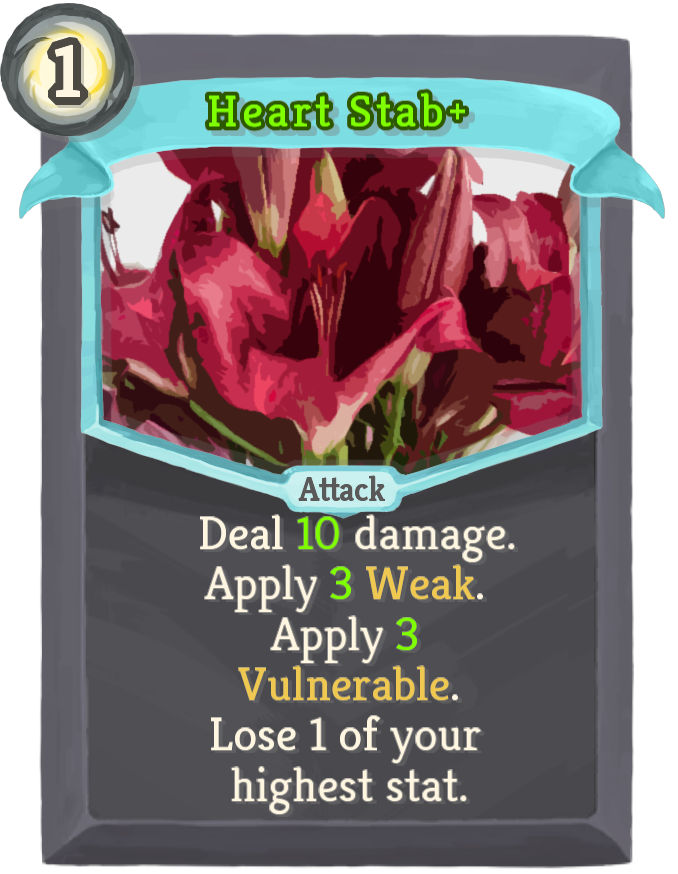 1
Heart Stab+
Attack
Deal 10 damage.
Apply 3 Weak.
Apply 3
Vulnerable.
Lose 1 of your
highest stat.